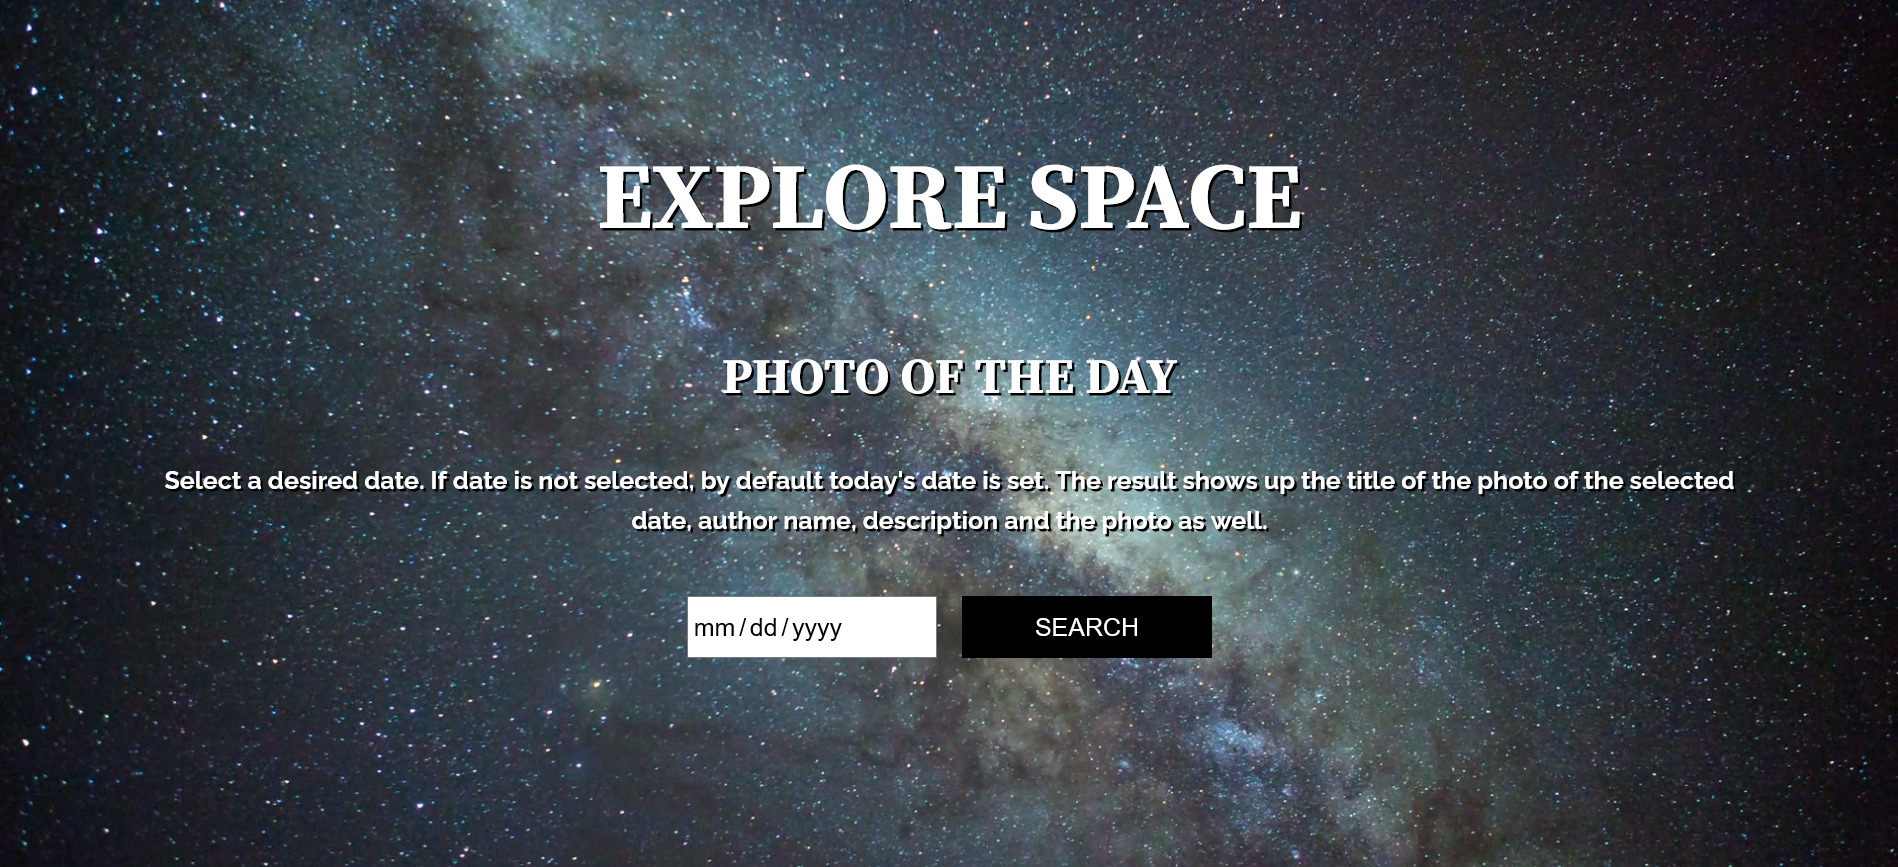 EXPLORE SPACE
PHOTO OF THE DAY
Select a desired date. If date is not selected, by default today's date is set. The result shows up the title of the photo of the selected
date, author name, description and the photo as well.
mm/dd/yyyy SEARCH